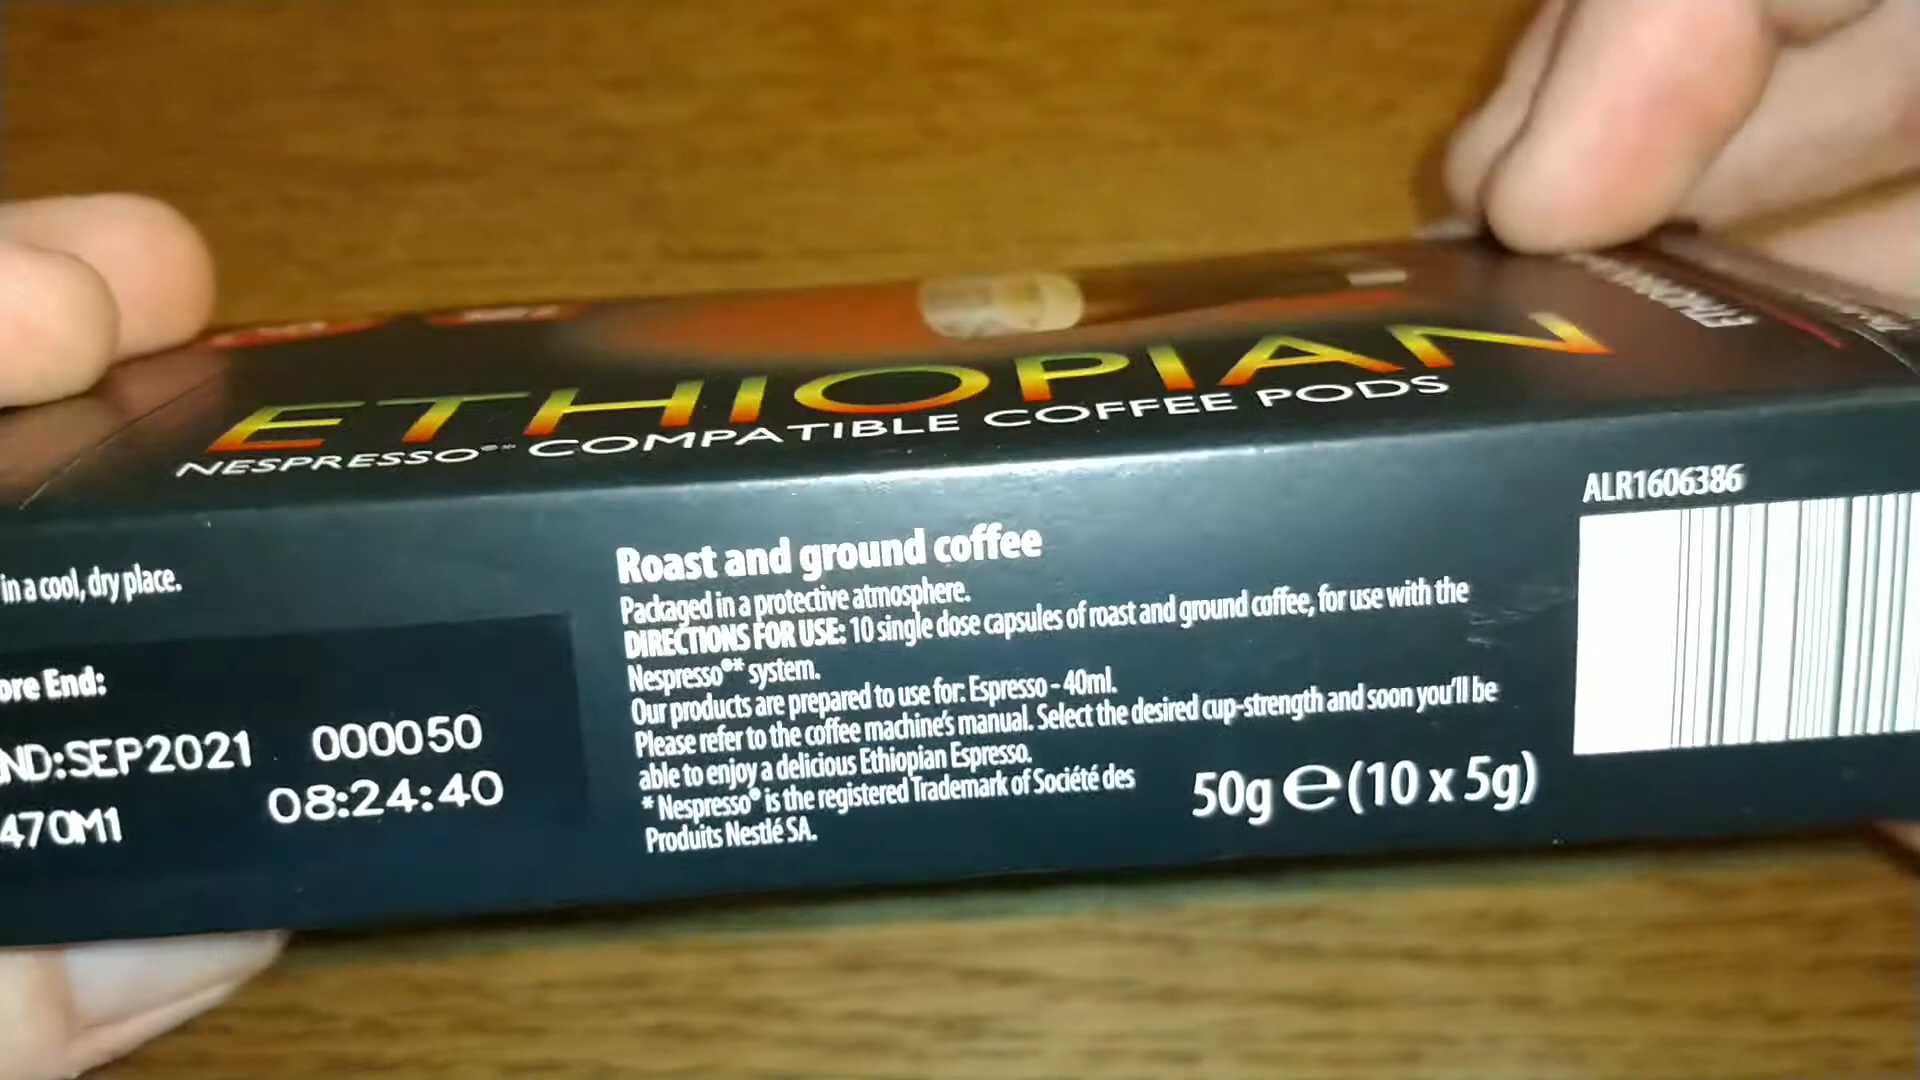 ETHIOPIAN
NESPRESSO®* COMPATIBLE COFFEE PODS
in a cool, dry place.
ore End:
ND:SEP2021 000050
470M1 08:24:40
Roast and ground coffee
Packaged in a protective atmosphere.
DIRECTIONS FOR USE: 10 single dose capsules of roast and ground coffee, for use with the
Nespresso®* system.
Our products are prepared to use for: Espresso - 40ml.
Please refer to the coffee machine's manual. Select the desired cup-strength and soon you'll be
able to enjoy a delicious Ethiopian Espresso.
* Nespresso® is the registered Trademark of Société des
Produits Nestlé SA.
50g e (10 x 5g)
ALR1606386